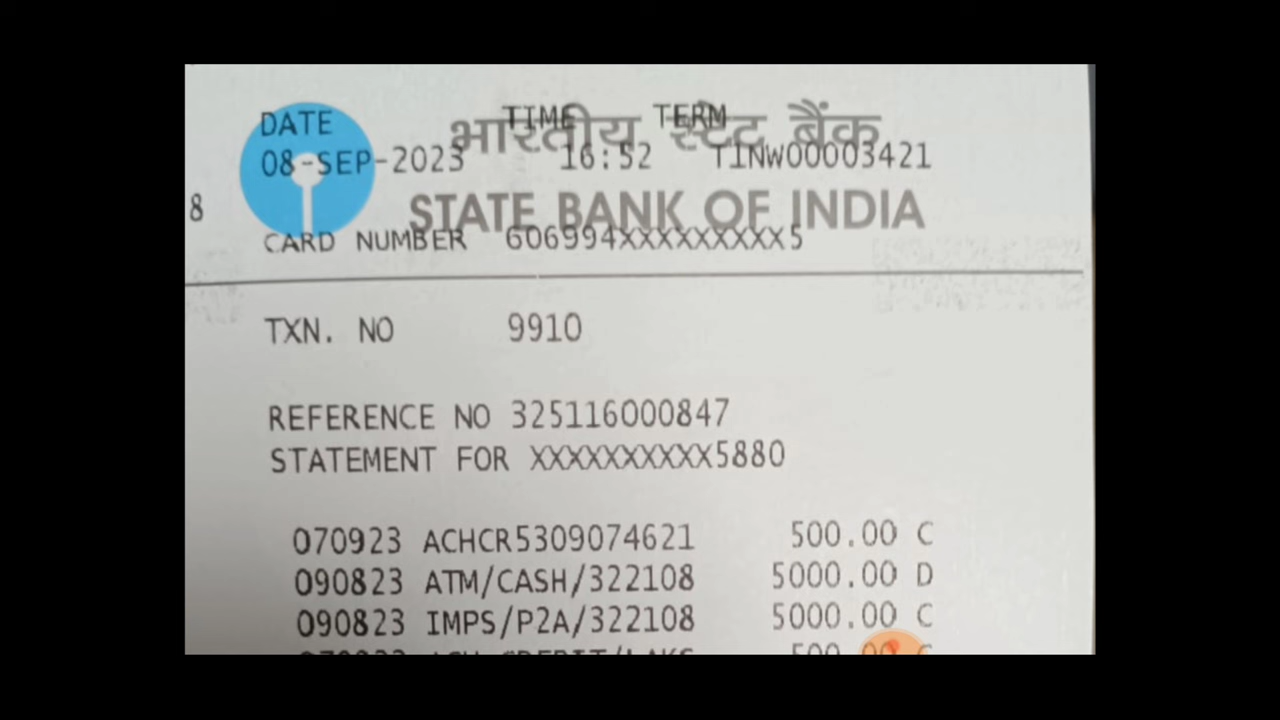 DATE TIME TERM
भारतीय स्टेट बैंक
08-SEP-2023 16:52 TINW00003421
8
STATE BANK OF INDIA
CARD NUMBER 606994XXXXXXXXX5
TXN. NO 9910
REFERENCE NO 325116000847
STATEMENT FOR XXXXXXXXXX5880
070923 ACHCR5309074621 500.00 C
090823 ATM/CASH/322108 5000.00 D
090823 IMPS/P2A/322108 5000.00 C